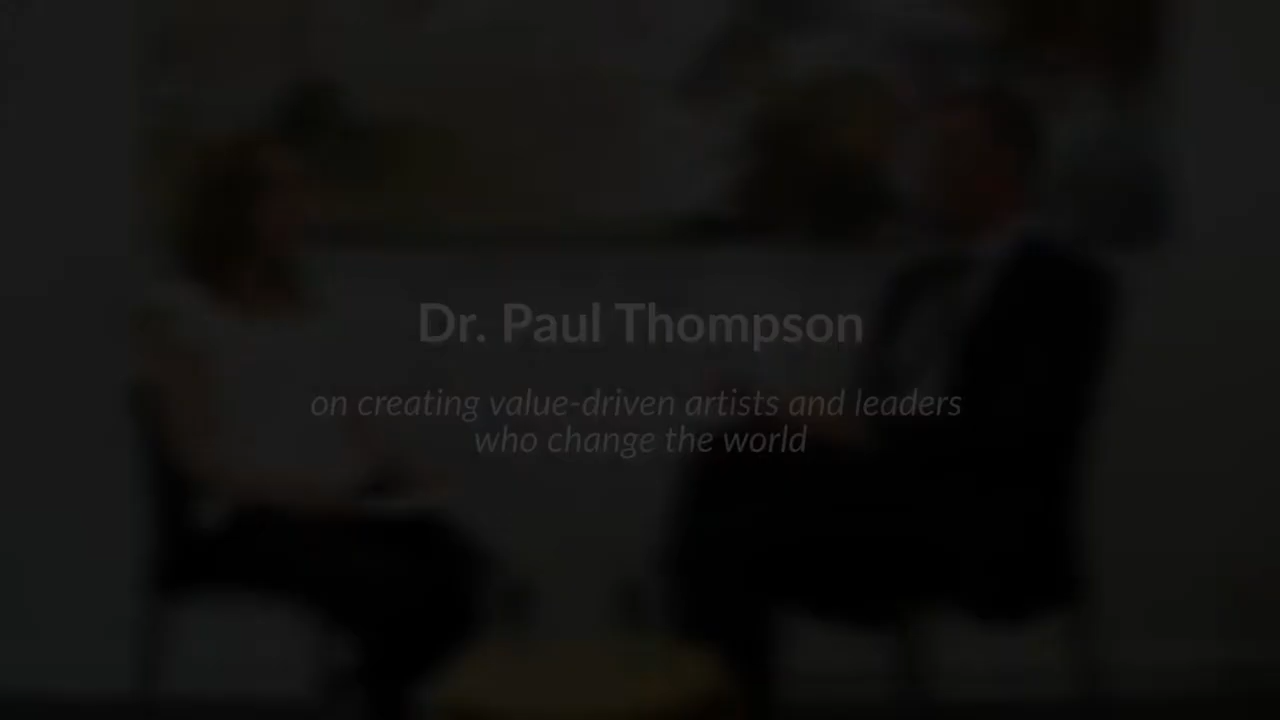 Dr. Paul Thompson
on creating value-driven artists and leaders
who change the world